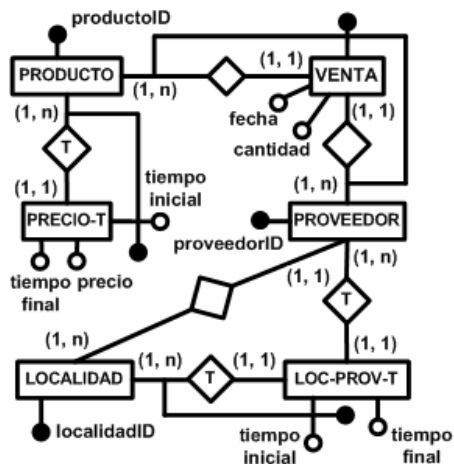 productoID
PRODUCTO
(1, n)
(1, 1)
VENTA
(1, n)
fecha
cantidad
(1, 1)
T
(1, 1)
tiempo
inicial
(1, n)
PRECIO-T
PROVEEDOR
proveedorID
tiempo
final
precio
(1, 1)
(1, n)
T
(1, n)
(1, n)
(1, 1)
(1, 1)
LOCALIDAD
T
LOC-PROV-T
localidadID
tiempo
inicial
tiempo
final